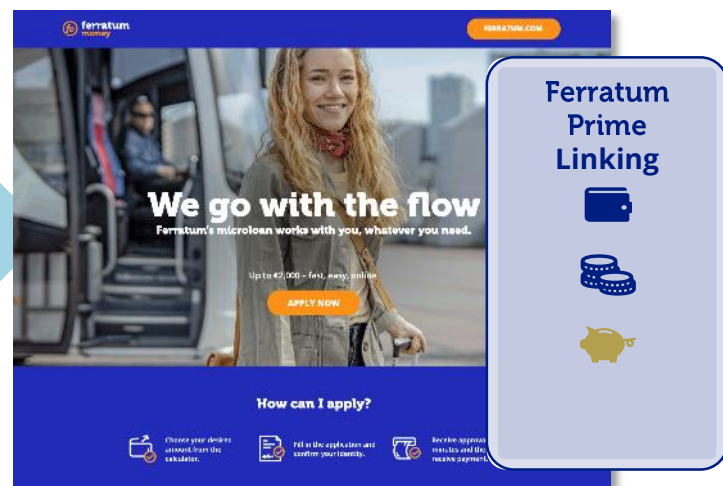 ferratum
money
FERRATUM.COM
We go with the flow
Ferratum's microloan works with you, whatever you need.
Up to €2,000 – fast, easy, online
APPLY NOW
How can I apply?
Choose your desires
amount from the
calculator.
Fill in the application and
confirm your identity.
Receive approval
minutes and the
receive payment.
Ferratum
Prime
Linking